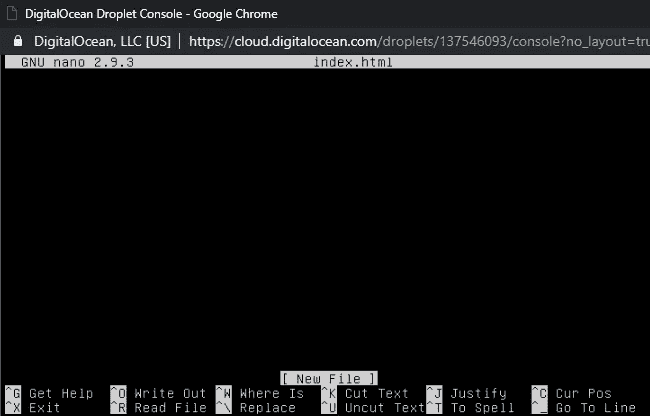 DigitalOcean Droplet Console - Google Chrome
DigitalOcean, LLC [US] | https://cloud.digitalocean.com/droplets/137546093/console?no_layout=tru
GNU nano 2.9.3 index.html
[ New File ]
^G Get Help ^O Write Out ^W Where Is ^K Cut Text ^J Justify ^C Cur Pos
^X Exit ^R Read File ^\ Replace ^U Uncut Text ^T To Spell ^_ Go To Line